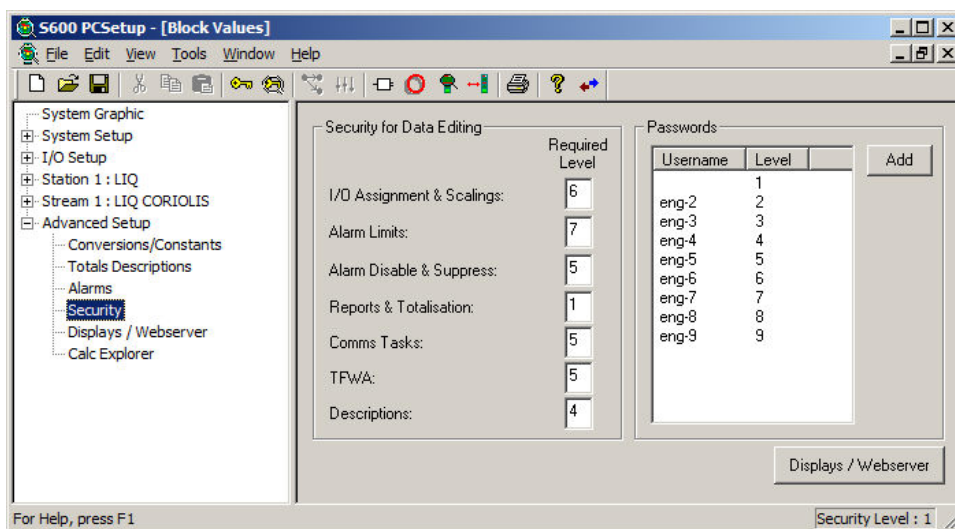 S600 PCSetup - [Block Values]
File Edit View Tools Window Help
System Graphic
System Setup
I/O Setup
Station 1 : LIQ
Stream 1 : LIQ CORIOLIS
Advanced Setup
Conversions/Constants
Totals Descriptions
Alarms
Security
Displays / Webserver
Calc Explorer
Security for Data Editing
Required
Level
I/O Assignment & Scalings: 6
Alarm Limits: 7
Alarm Disable & Suppress: 5
Reports & Totalisation: 1
Comms Tasks: 5
TFWA: 5
Descriptions: 4
Passwords
Username Level
1
eng-2 2
eng-3 3
eng-4 4
eng-5 5
eng-6 6
eng-7 7
eng-8 8
eng-9 9
Add
Displays / Webserver
For Help, press F1
Security Level : 1